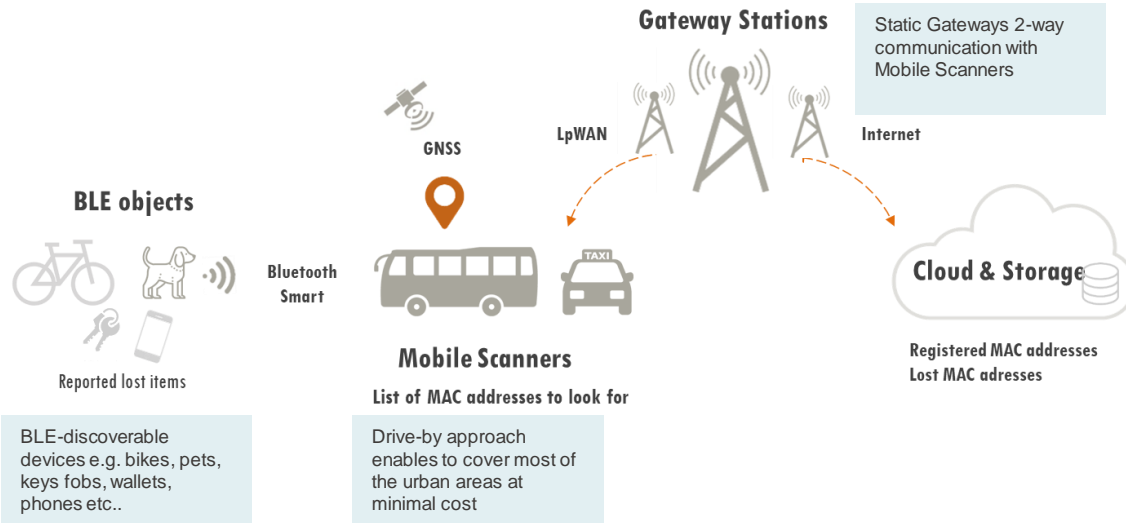 Gateway Stations
Static Gateways 2-way
communication with
Mobile Scanners
GNSS
LpWAN
Internet
BLE objects
Bluetooth
Smart
TAXI
Cloud & Storage
Mobile Scanners
List of MAC addresses to look for
Registered MAC addresses
Lost MAC adresses
Reported lost items
BLE-discoverable
devices e.g. bikes, pets,
keys fobs, wallets,
phones etc..
Drive-by approach
enables to cover most of
the urban areas at
minimal cost